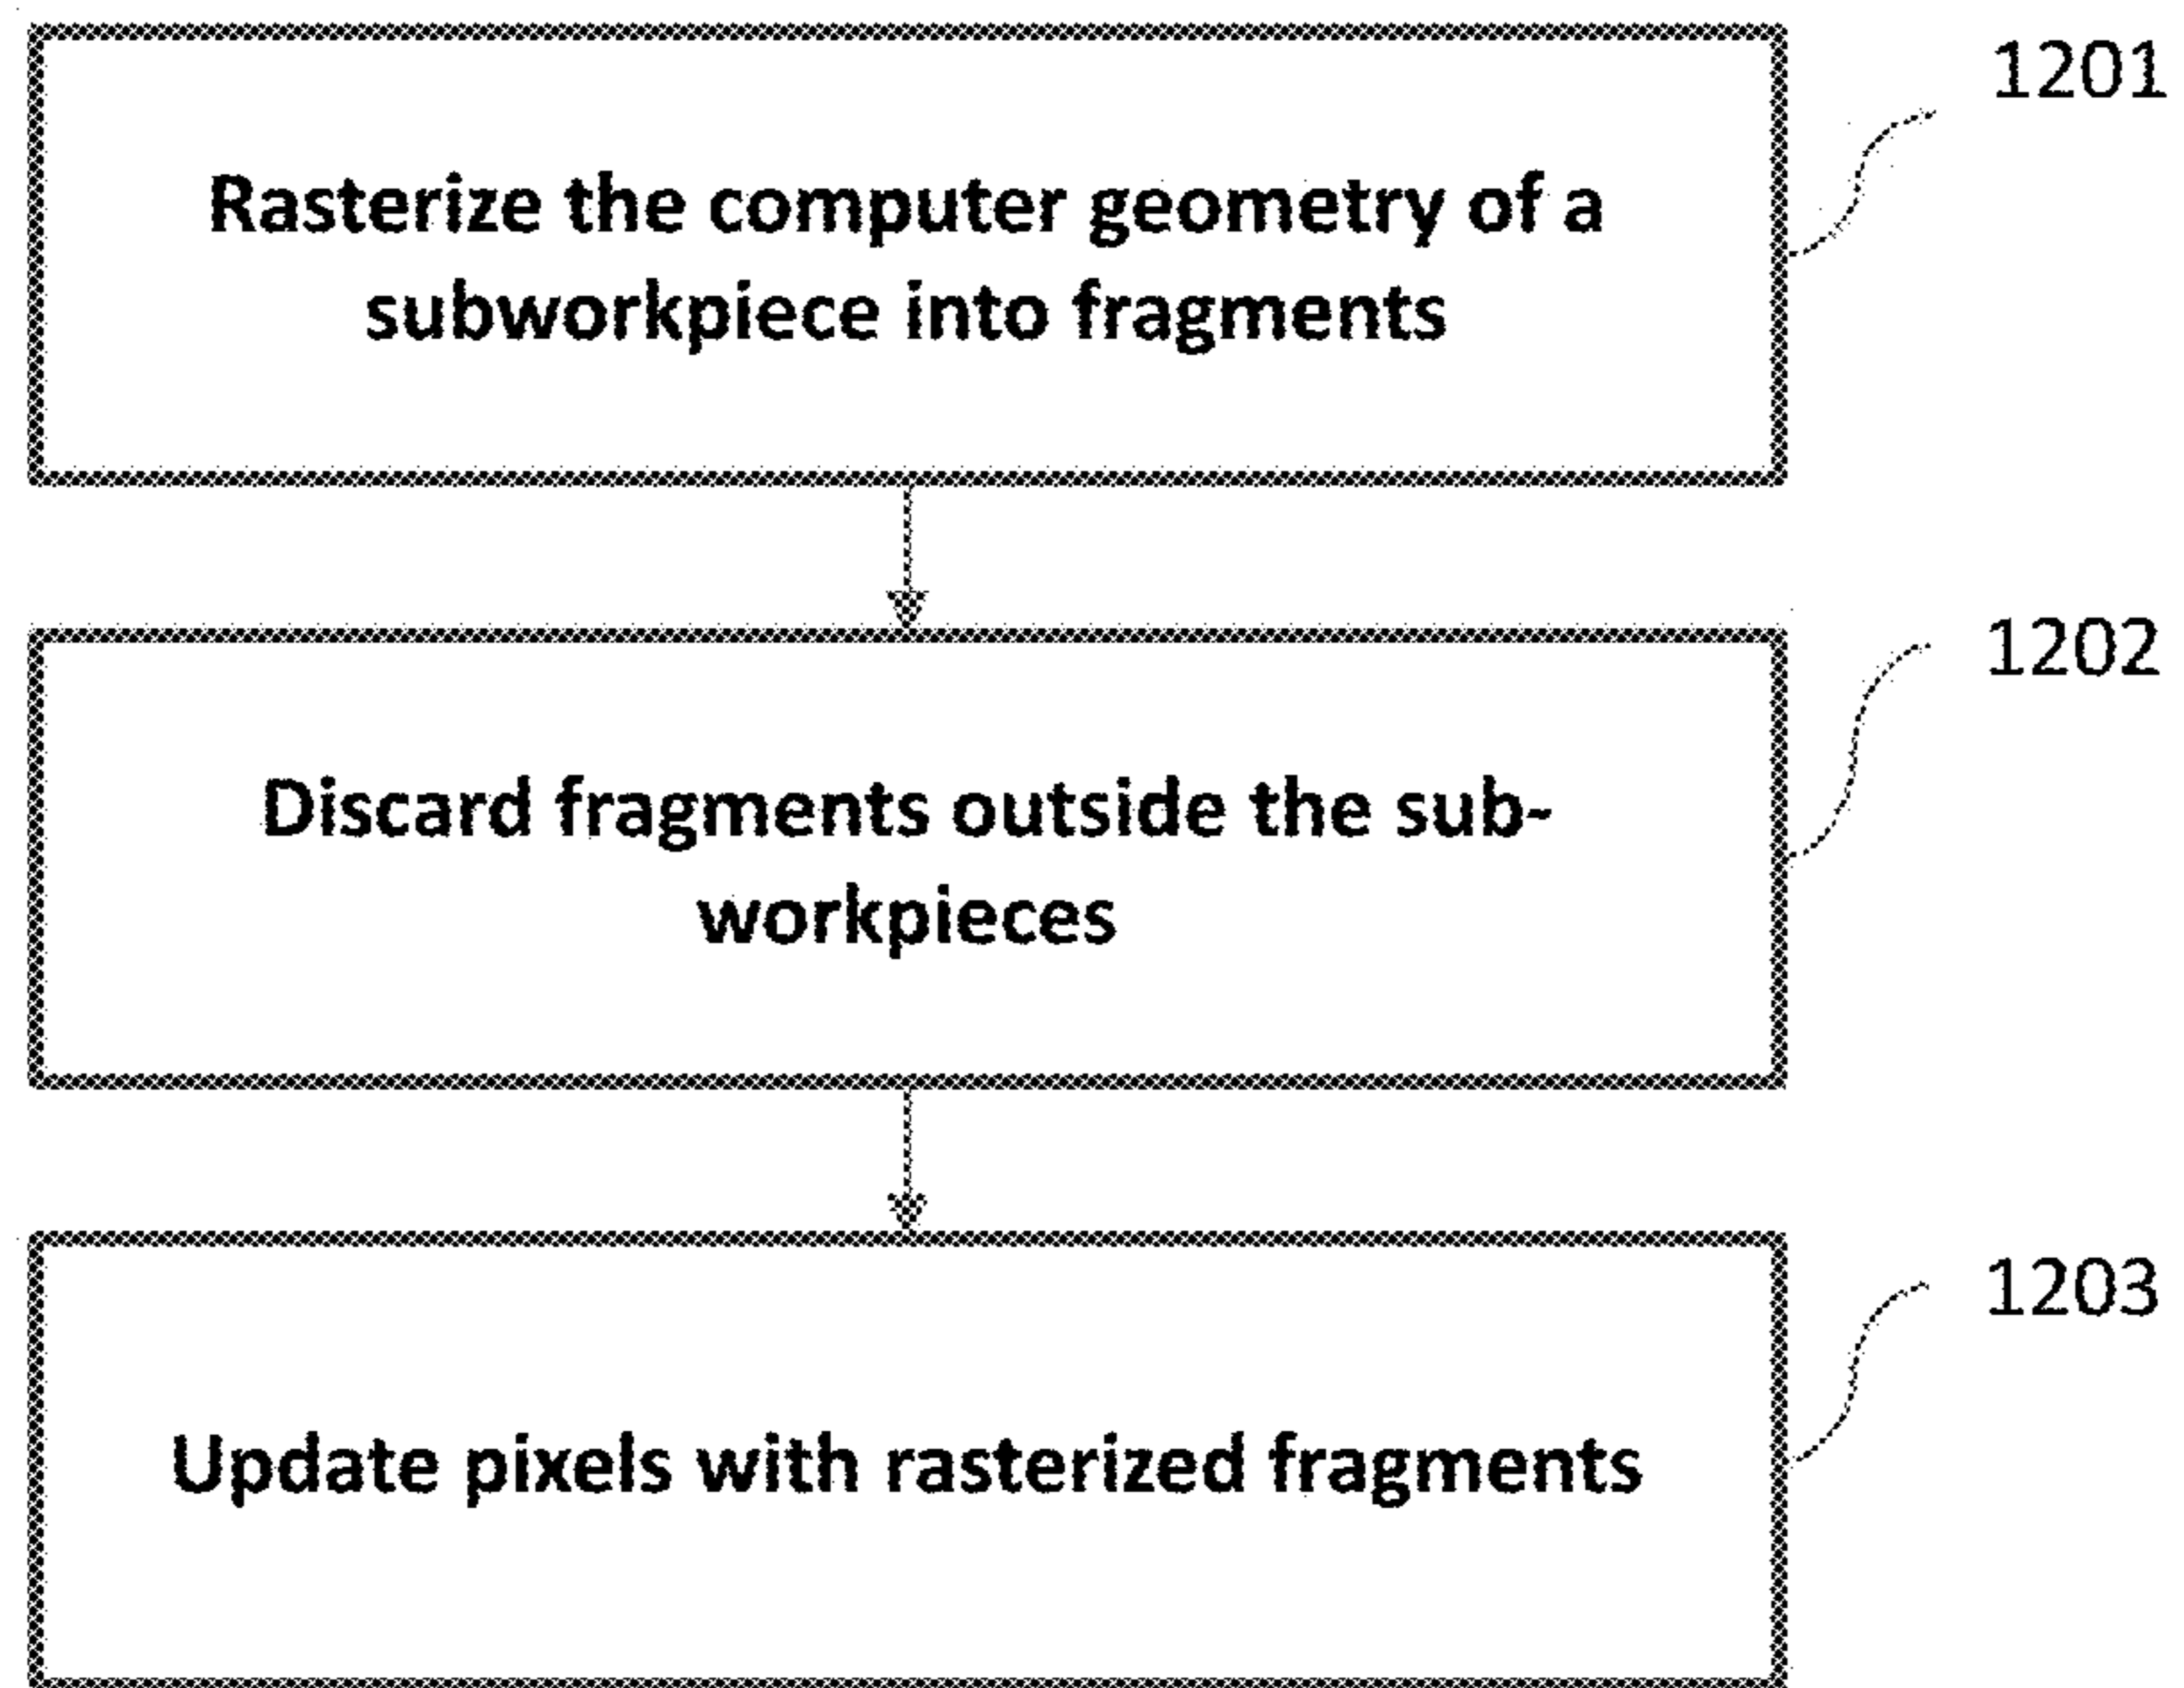 1201
Rasterize the computer geometry of a
subworkpiece into fragments
1202
Discard fragments outside the sub-
workpieces
1203
Update pixels with rasterized fragments